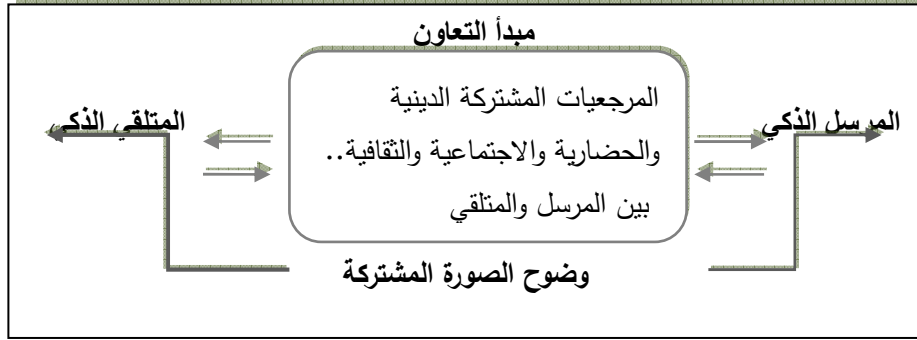 مبدأ التعاون
المرسل الذكي
المرجعيات المشتركة الدينية
والحضارية والاجتماعية والثقافية..
بين المرسل والمتلقي
المتلقي الذكي
وضوح الصورة المشتركة